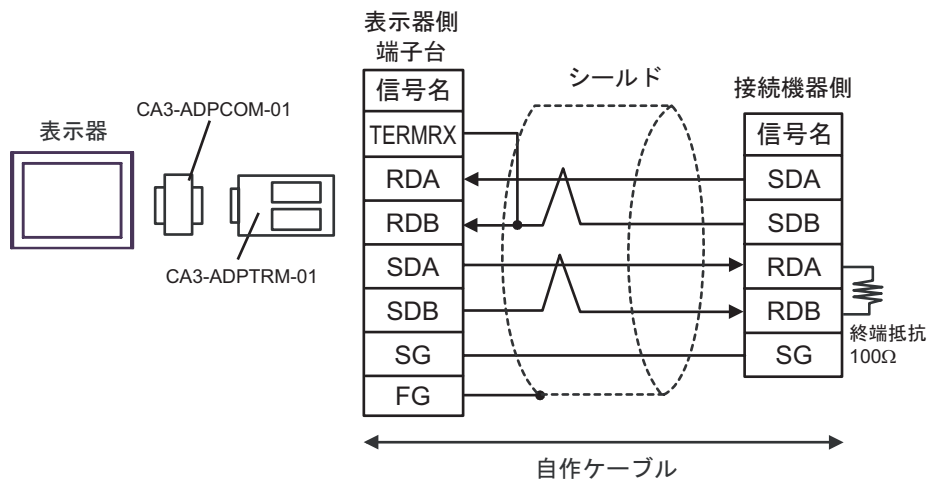 表示器
CA3-ADPCOM-01
CA3-ADPTRM-01
表示器側
端子台
信号名
TERMRX
RDA
RDB
SDA
SDB
SG
FG
シールド
接続機器側
信号名
SDA
SDB
RDA
RDB
SG
終端抵抗
100Ω
自作ケーブル